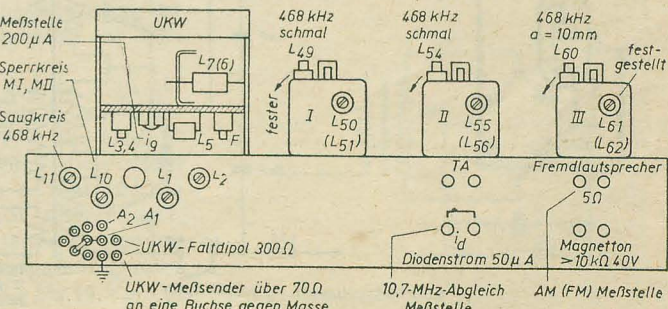 Meßstelle
200 µA
Sperrkreis
MI, MII
Saugkreis
468 kHz
UKW
L7(6)
L3,4
ig
L5
F
468 kHz
schmal
L49
fester
I
L50
(L51)
468 kHz
schmal
L54
II
L55
(L56)
468 kHz
a = 10mm
L60
fest-
gestellt
III
L61
(L62)
L11
L10
L1
L2
A2
A1
UKW-Faltdipol 300Ω
UKW-Meßsender über 70Ω
an eine Buchse gegen Masse
TA
id
Diodenstrom 50µA
10,7-MHz-Abgleich
Meßstelle
Fremdlautsprecher
5Ω
Magnetton
>10kΩ 40V
AM (FM) Meßstelle